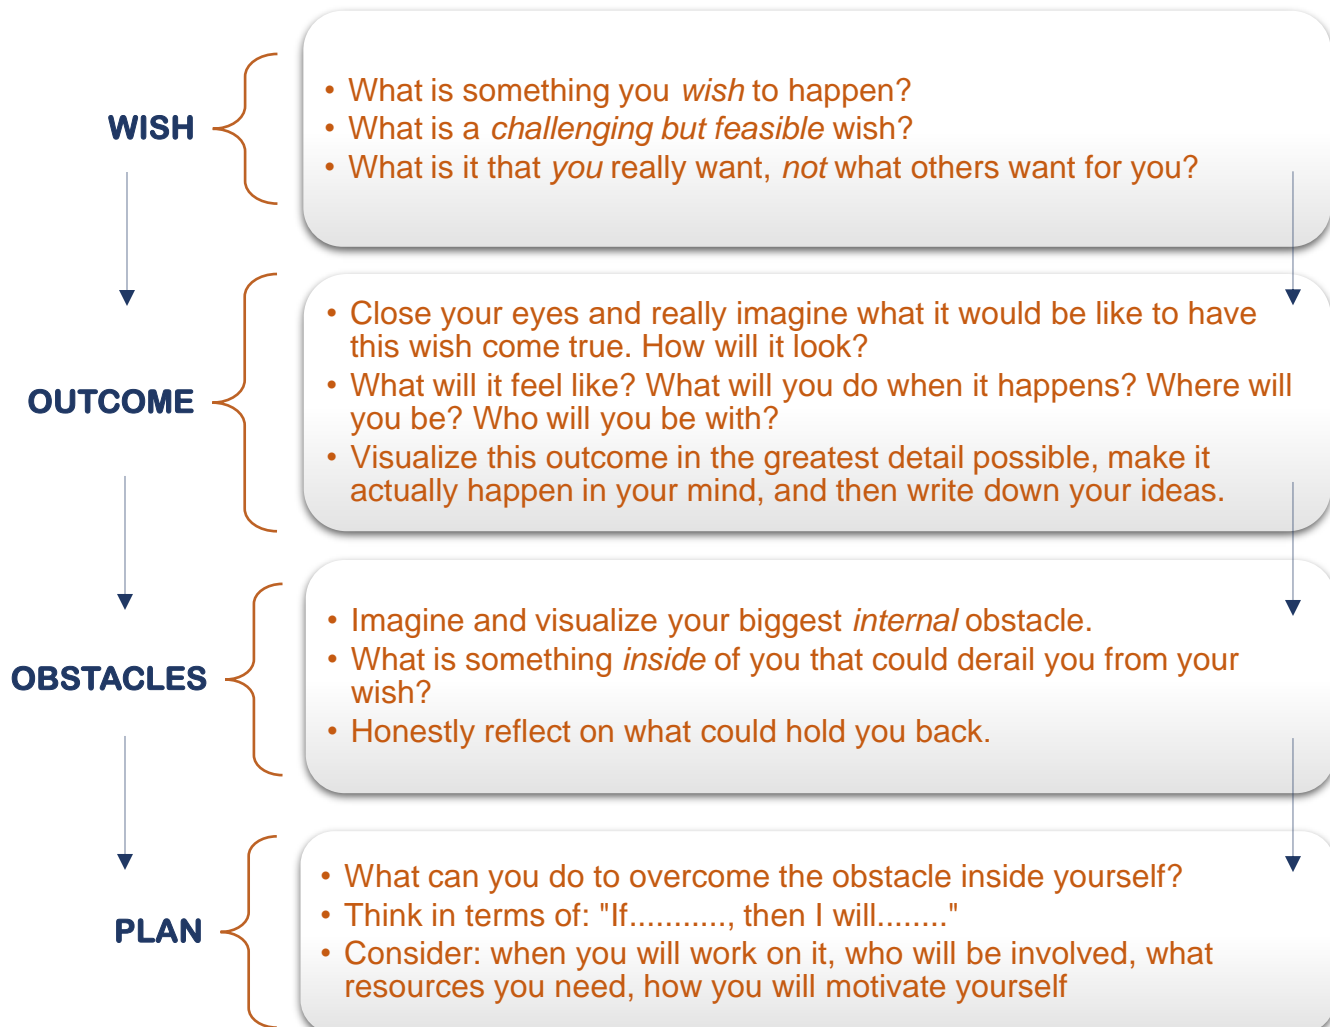 WISH
• What is something you wish to happen?
• What is a challenging but feasible wish?
• What is it that you really want, not what others want for you?
OUTCOME
• Close your eyes and really imagine what it would be like to have
this wish come true. How will it look?
• What will it feel like? What will you do when it happens? Where will
you be? Who will you be with?
• Visualize this outcome in the greatest detail possible, make it
actually happen in your mind, and then write down your ideas.
OBSTACLES
• Imagine and visualize your biggest internal obstacle.
• What is something inside of you that could derail you from your
wish?
• Honestly reflect on what could hold you back.
PLAN
• What can you do to overcome the obstacle inside yourself?
• Think in terms of: "If..........., then I will........"
• Consider: when you will work on it, who will be involved, what
resources you need, how you will motivate yourself